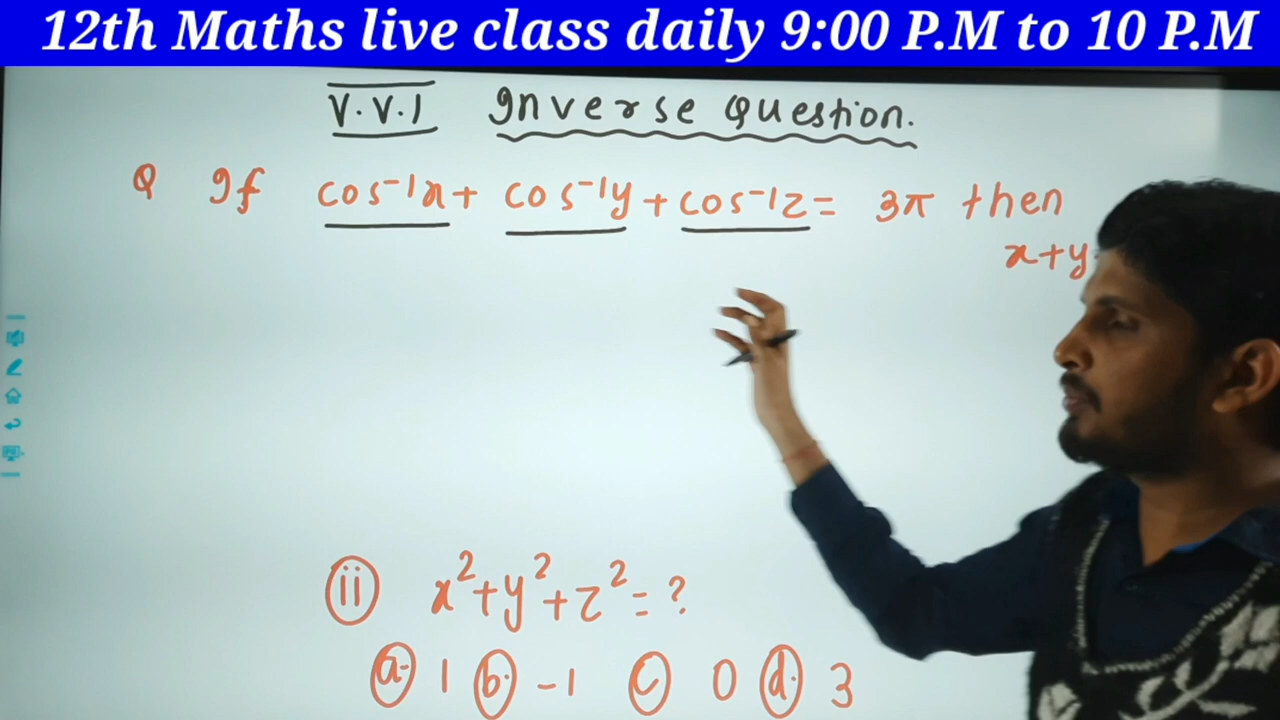 12th Maths live class daily 9:00 P.M to 10 P.M
V.V.I Inverse Question.
Q If cos⁻¹x + cos⁻¹y + cos⁻¹z = 3π then
x+y
ii x²+y²+z² = ?
a. 1 b. -1 c 0 d. 3